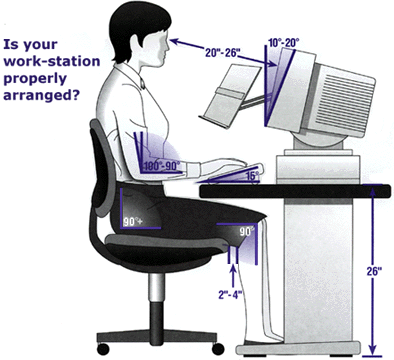 Is your
work-station
properly
arranged?
20"-26"
10°-20°
100°-90°
15°
90°+
90°
2"-4"
26"